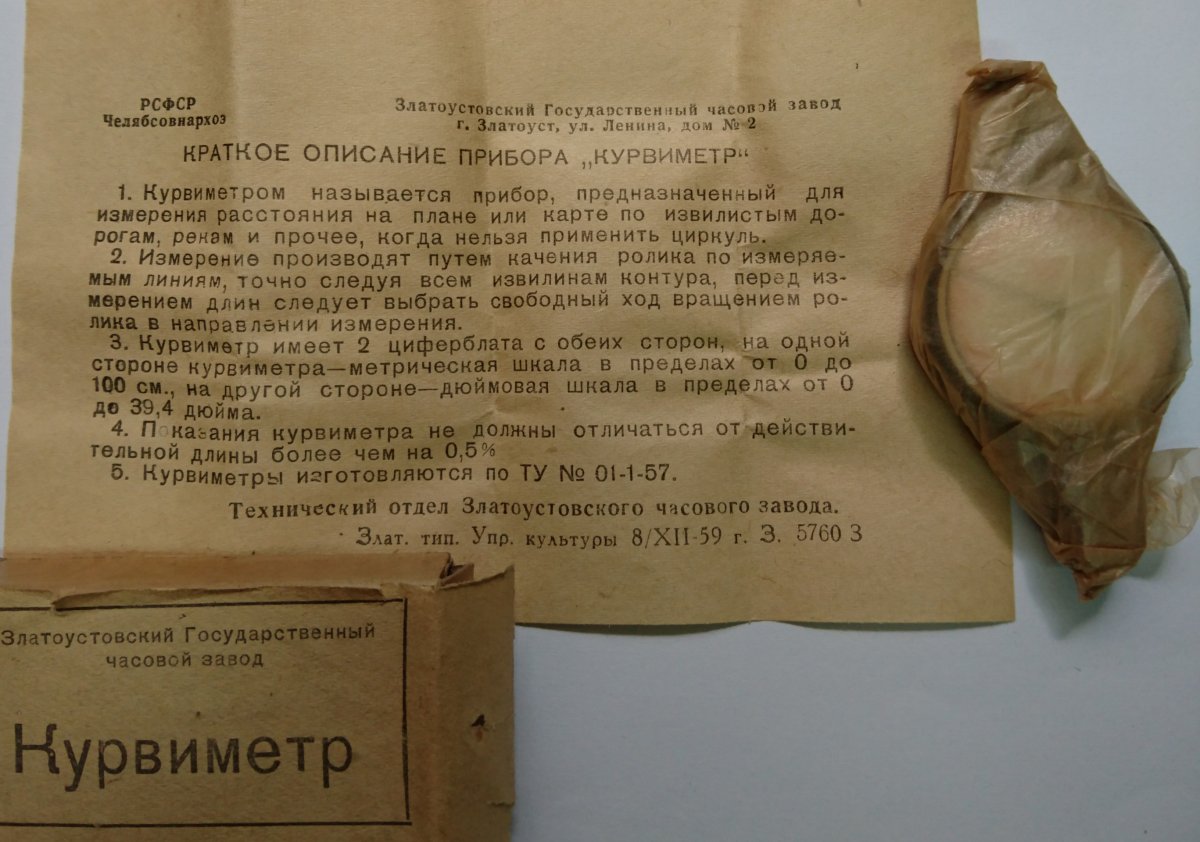 РСФСР
Челябсовнархоз
Златоустовский Государственный часовой завод
г. Златоуст, ул. Ленина, дом № 2
КРАТКОЕ ОПИСАНИЕ ПРИБОРА „КУРВИМЕТР“
1. Курвиметром называется прибор, предназначенный для
измерения расстояния на плане или карте по извилистым до-
рогам, рекам и прочее, когда нельзя применить циркуль.
2. Измерение производят путем качения ролика по измеряе-
мым линиям, точно следуя всем извилинам контура, перед из-
мерением длин следует выбрать свободный ход вращением ро-
лика в направлении измерения.
3. Курвиметр имеет 2 циферблата с обеих сторон, на одной
стороне курвиметра—метрическая шкала в пределах от 0 до
100 см., на другой стороне—дюймовая шкала в пределах от 0
до 39,4 дюйма.
4. Показания курвиметра не должны отличаться от действи-
тельной длины более чем на 0,5%
5. Курвиметры изготовляются по ТУ № 01-1-57.
Технический отдел Златоустовского часового завода.
Злат. тип. Упр. культуры 8/XII-59 г. З. 5760 3
Златоустовский Государственный
часовой завод
Курвиметр